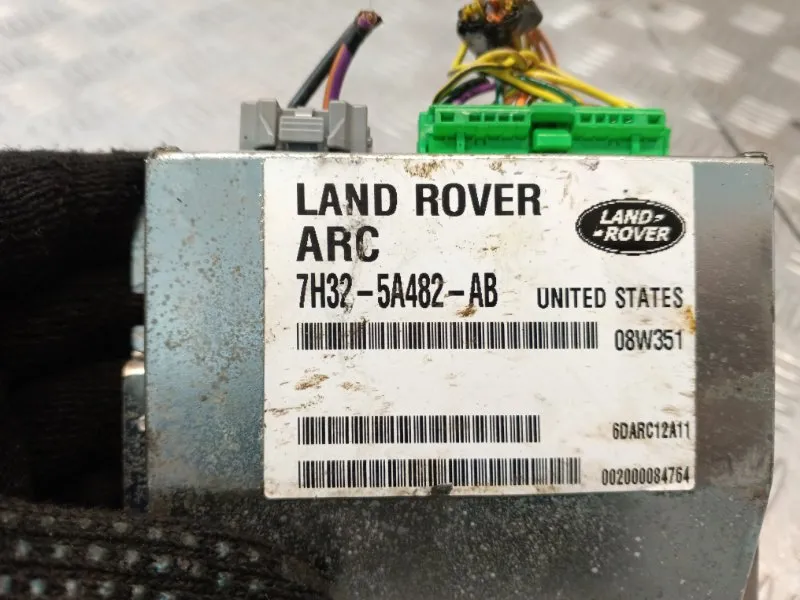 LAND ROVER
ARC
LAND-
-ROVER
7H32-5A482-AB
UNITED STATES
08W351
6DARC12A11
002000084764